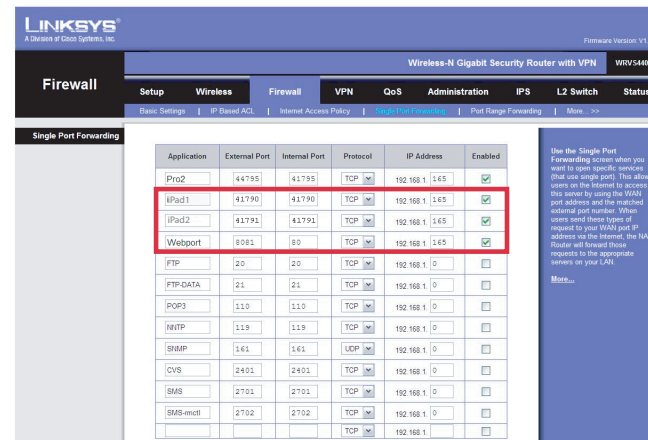 LINKSYS®
A Division of Cisco Systems, Inc.
Firmware Version: V1
Wireless-N Gigabit Security Router with VPN WRVS440
Firewall
Setup Wireless Firewall VPN QoS Administration IPS L2 Switch Status
Basic Settings | IP Based ACL | Internet Access Policy | Single Port Forwarding | Port Range Forwarding | More... >>
Single Port Forwarding
Application External Port Internal Port Protocol IP Address Enabled
Pro2 44795 41795 TCP 192.168.1. 165
iPad1 41790 41790 TCP 192.168.1. 165
iPad2 41791 41791 TCP 192.168.1. 165
Webport 8081 80 TCP 192.168.1. 165
FTP 20 20 TCP 192.168.1. 0
FTP-DATA 21 21 TCP 192.168.1. 0
POP3 110 110 TCP 192.168.1. 0
NNTP 119 119 TCP 192.168.1. 0
SNMP 161 161 UDP 192.168.1. 0
CVS 2401 2401 TCP 192.168.1. 0
SMS 2701 2701 TCP 192.168.1. 0
SMS-rmctl 2702 2702 TCP 192.168.1. 0
TCP 192.168.1.
Use the Single Port
Forwarding screen when you
want to open specific services
(that use single port). This allow
users on the Internet to access
this server by using the WAN
port address and the matched
external port number. When
users send these types of
request to your WAN port IP
address via the Internet, the NA
Router will forward those
requests to the appropriate
servers on your LAN.
More...